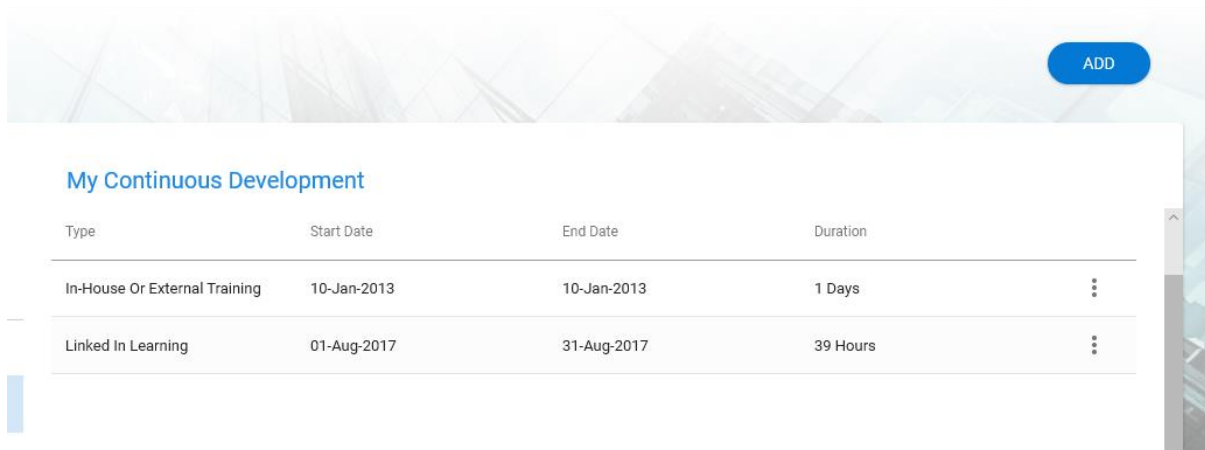 ADD
My Continuous Development
Type Start Date End Date Duration
In-House Or External Training 10-Jan-2013 10-Jan-2013 1 Days
Linked In Learning 01-Aug-2017 31-Aug-2017 39 Hours